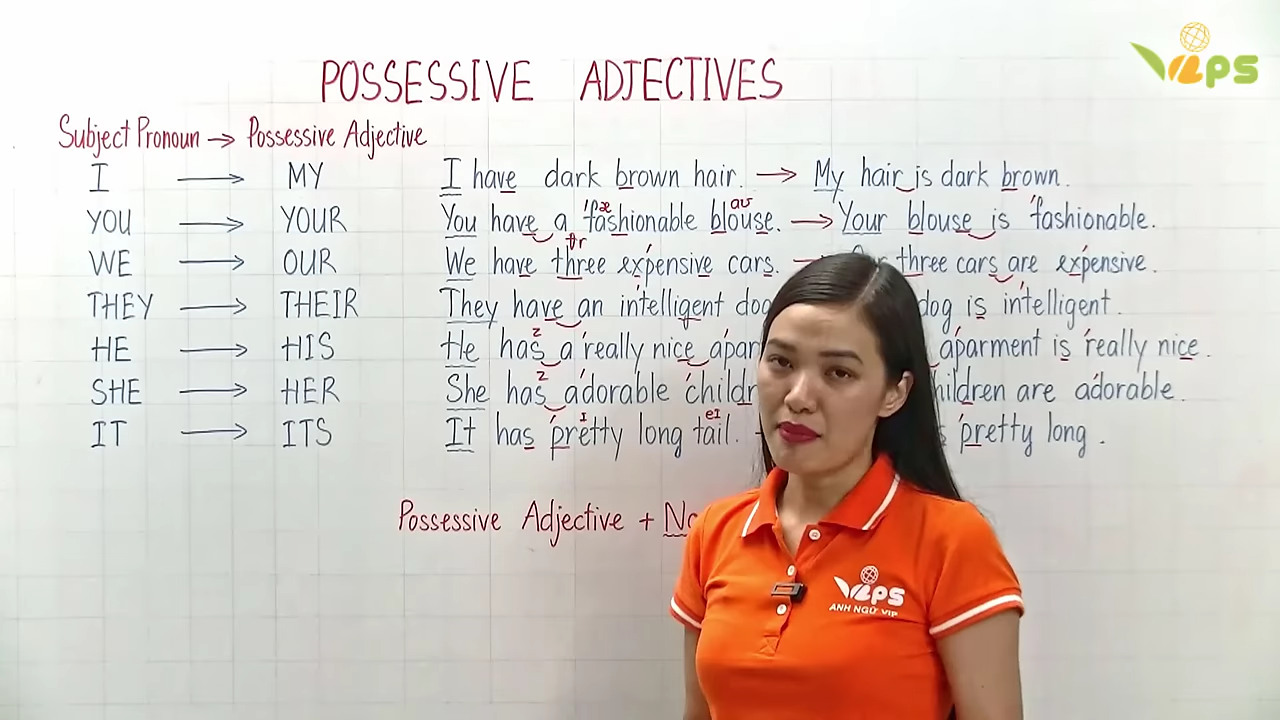 VIPS
POSSESSIVE ADJECTIVES
Subject Pronoun → Possessive Adjective
I → MY I have dark brown hair. → My hair is dark brown.
YOU → YOUR You have a fashionable blouse. → Your blouse is fashionable.
WE → OUR We have three expensive cars. → three cars are expensive.
THEY → THEIR They have an intelligent dog is intelligent.
HE → HIS He has a really nice aparment is really nice.
SHE → HER She has adorable are adorable.
IT → ITS It has pretty long tail. pretty long.
Possessive Adjective +
VIPS
ANH NGỮ VIP